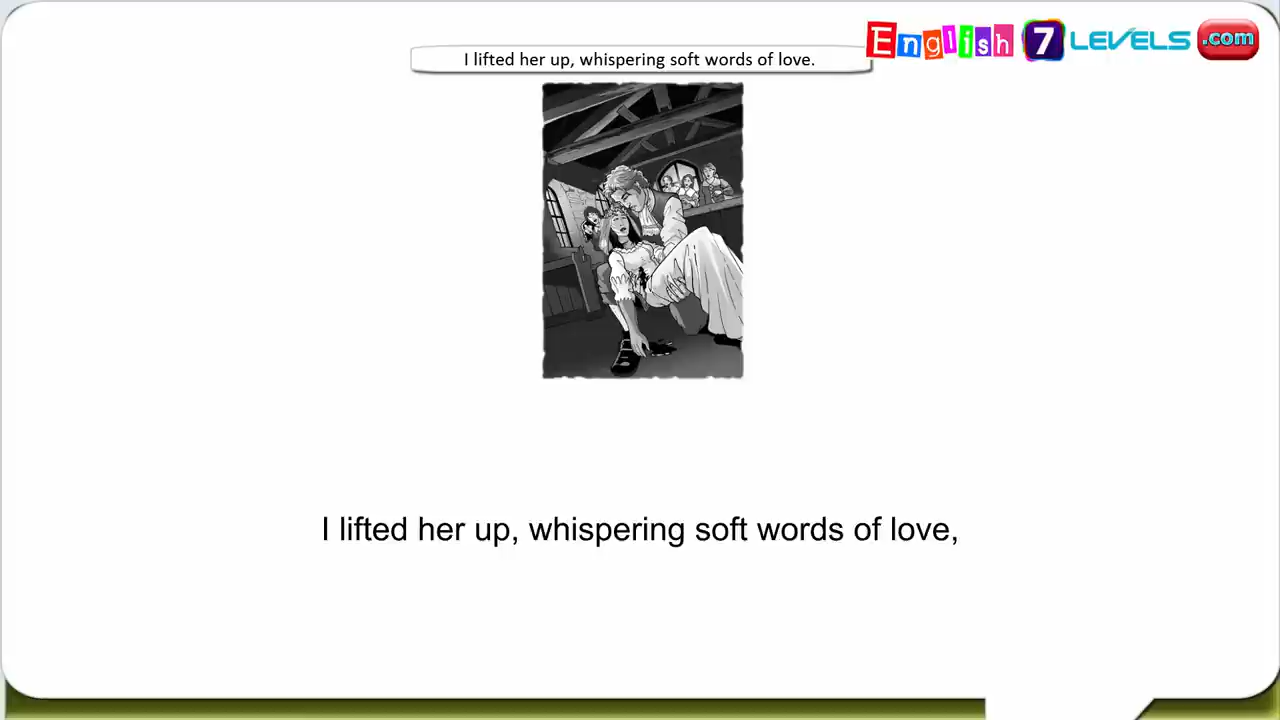 English 7 LEVELS .com
I lifted her up, whispering soft words of love.
I lifted her up, whispering soft words of love,